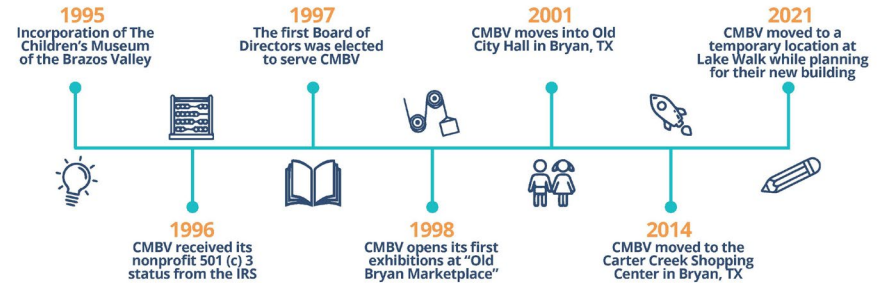 1995
Incorporation of The
Children's Museum
of the Brazos Valley
1997
The first Board of
Directors was elected
to serve CMBV
2001
CMBV moves into Old
City Hall in Bryan, TX
2021
CMBV moved to a
temporary location at
Lake Walk while planning
for their new building
1996
CMBV received its
nonprofit 501 (c) 3
status from the IRS
1998
CMBV opens its first
exhibitions at “Old
Bryan Marketplace”
2014
CMBV moved to the
Carter Creek Shopping
Center in Bryan, TX